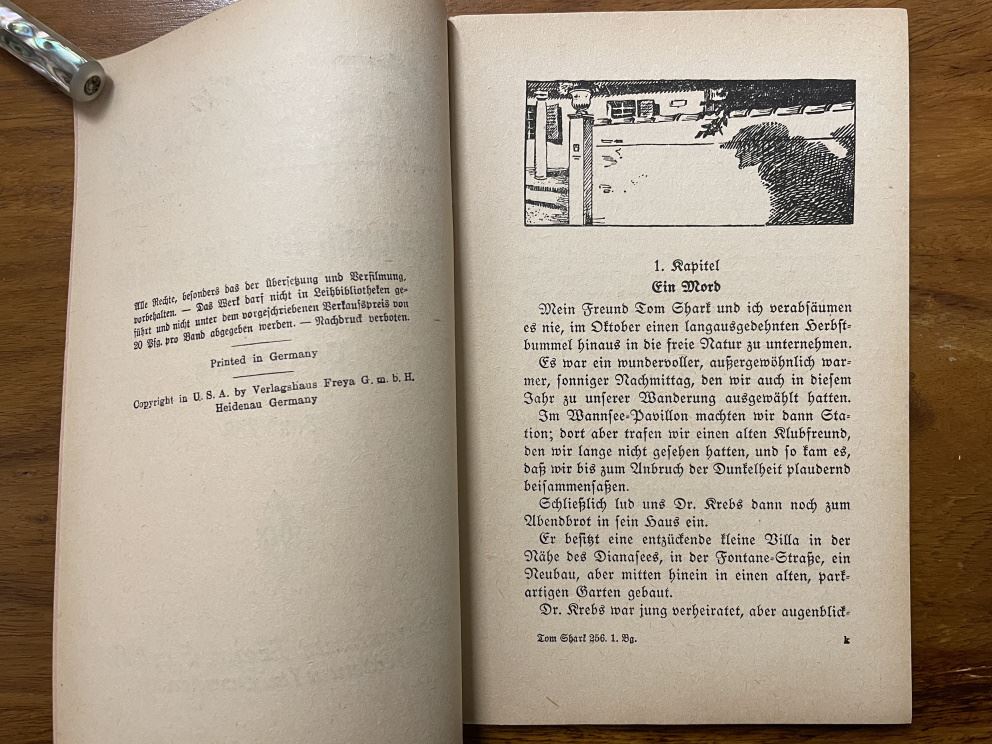 Alle Rechte, besonders das der Übersetzung und Verfilmung,
vorbehalten. — Das Werk darf nicht in Leihbibliotheken ge-
führt und nicht unter dem vorgeschriebenen Verkaufspreis von
20 Pfg. pro Band abgegeben werden. — Nachdruck verboten.
Printed in Germany
Copyright in U. S. A. by Verlagshaus Freya G. m. b. H.
Heidenau Germany
1. Kapitel
Ein Mord
Mein Freund Tom Shark und ich verabsäumen
es nie, im Oktober einen langausgedehnten Herbst-
bummel hinaus in die freie Natur zu unternehmen.
Es war ein wundervoller, außergewöhnlich war-
mer, sonniger Nachmittag, den wir auch in diesem
Jahr zu unserer Wanderung ausgewählt hatten.
Im Wannsee-Pavillon machten wir dann Sta-
tion; dort aber trafen wir einen alten Klubfreund,
den wir lange nicht gesehen hatten, und so kam es,
daß wir bis zum Anbruch der Dunkelheit plaudernd
beisammensaßen.
Schließlich lud uns Dr. Krebs dann noch zum
Abendbrot in sein Haus ein.
Er besitzt eine entzückende kleine Villa in der
Nähe des Dianasees, in der Fontane-Straße, ein
Neubau, aber mitten hinein in einen alten, park-
artigen Garten gebaut.
Dr. Krebs war jung verheiratet, aber augenblick-
Tom Shark 256. 1. Bg.
k